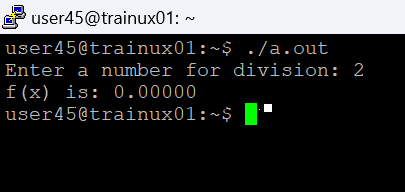 user45@trainux01: ~
user45@trainux01:~$ ./a.out
Enter a number for division: 2
f(x) is: 0.00000
user45@trainux01:~$